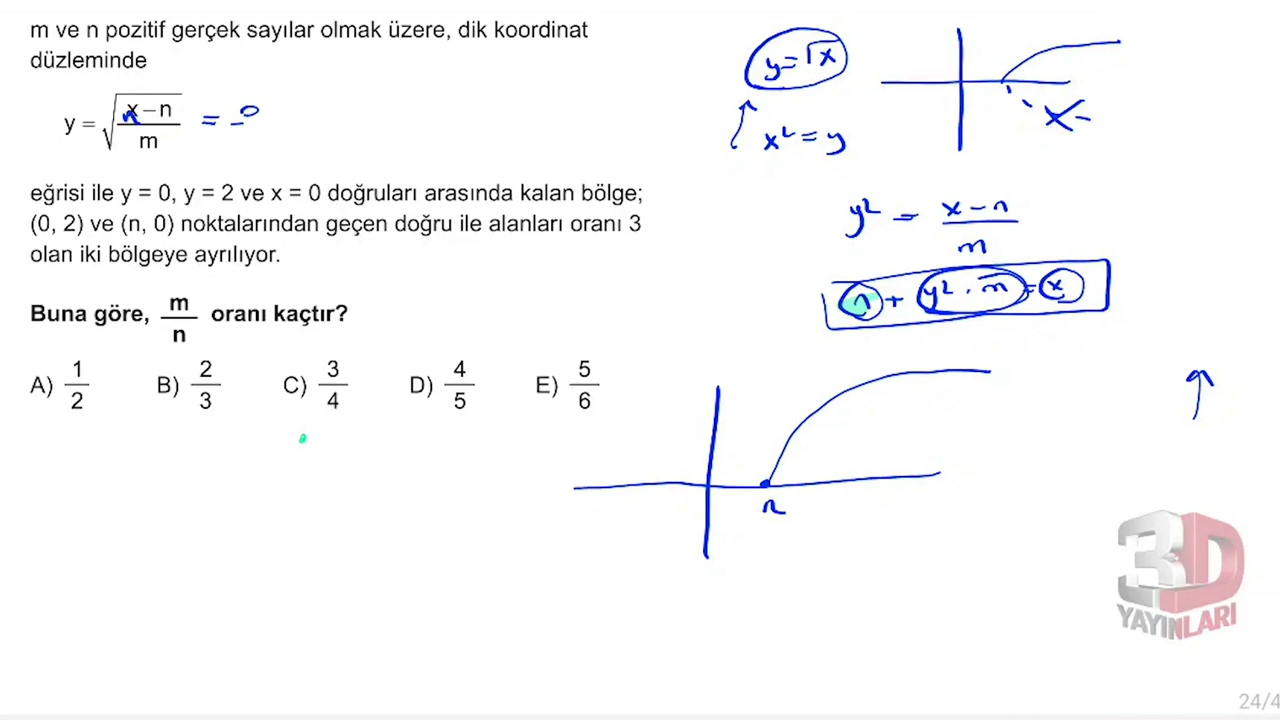 m ve n pozitif gerçek sayılar olmak üzere, dik koordinat
düzleminde
y = √((x − n)/m) = 0
eğrisi ile y = 0, y = 2 ve x = 0 doğruları arasında kalan bölge;
(0, 2) ve (n, 0) noktalarından geçen doğru ile alanları oranı 3
olan iki bölgeye ayrılıyor.
Buna göre, m/n oranı kaçtır?
A) 1/2 B) 2/3 C) 3/4 D) 4/5 E) 5/6
y = √x
x² = y
y² = (x − n)/m
n + y² · m = x
n
3D
YAYINLARI
24/4